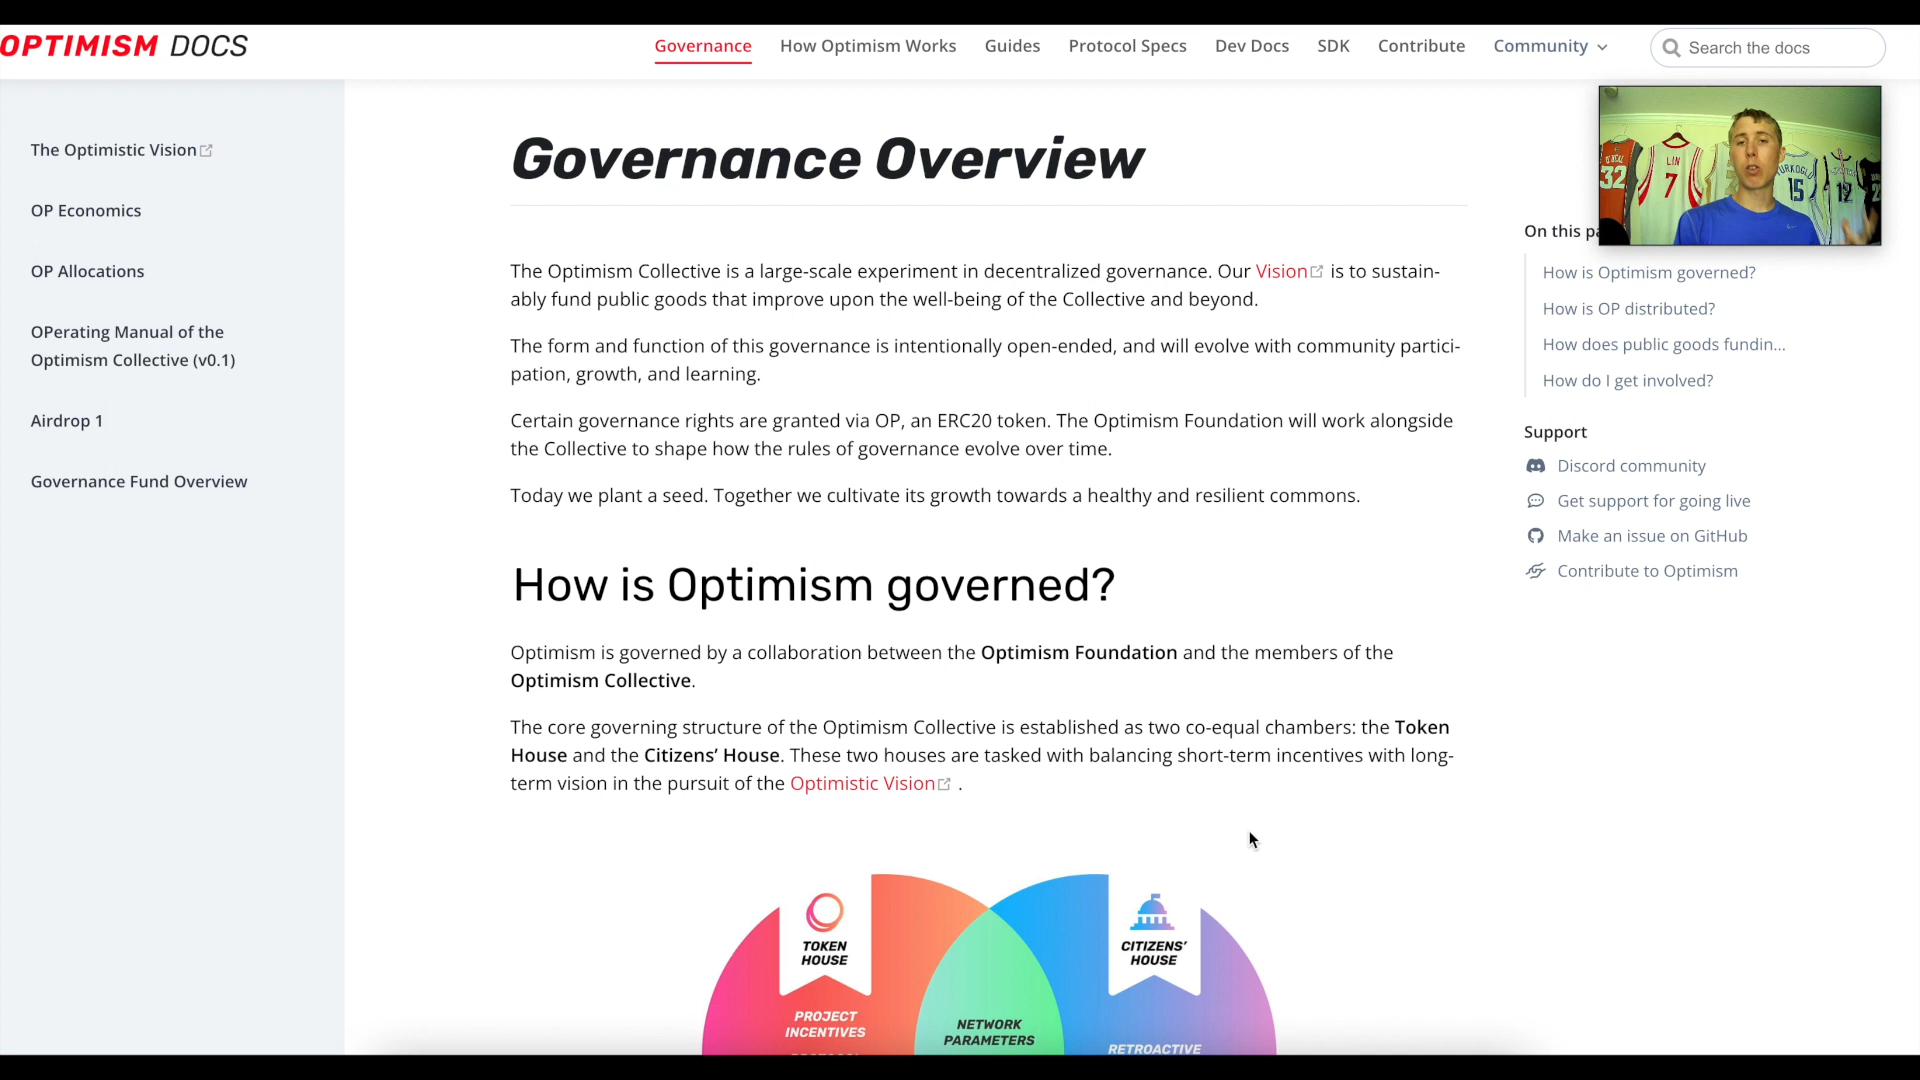 OPTIMISM DOCS
Governance
How Optimism Works
Guides
Protocol Specs
Dev Docs
SDK
Contribute
Community
Search the docs
The Optimistic Vision
OP Economics
OP Allocations
OPerating Manual of the
Optimism Collective (v0.1)
Airdrop 1
Governance Fund Overview
Governance Overview
The Optimism Collective is a large-scale experiment in decentralized governance. Our Vision is to sustain-
ably fund public goods that improve upon the well-being of the Collective and beyond.
The form and function of this governance is intentionally open-ended, and will evolve with community partici-
pation, growth, and learning.
Certain governance rights are granted via OP, an ERC20 token. The Optimism Foundation will work alongside
the Collective to shape how the rules of governance evolve over time.
Today we plant a seed. Together we cultivate its growth towards a healthy and resilient commons.
How is Optimism governed?
Optimism is governed by a collaboration between the Optimism Foundation and the members of the
Optimism Collective.
The core governing structure of the Optimism Collective is established as two co-equal chambers: the Token
House and the Citizens' House. These two houses are tasked with balancing short-term incentives with long-
term vision in the pursuit of the Optimistic Vision .
TOKEN
HOUSE
PROJECT
INCENTIVES
NETWORK
PARAMETERS
CITIZENS'
HOUSE
RETROACTIVE
32
LIN
7
TURKOGLU
15
12
On this pa
How is Optimism governed?
How is OP distributed?
How does public goods fundin...
How do I get involved?
Support
Discord community
Get support for going live
Make an issue on GitHub
Contribute to Optimism